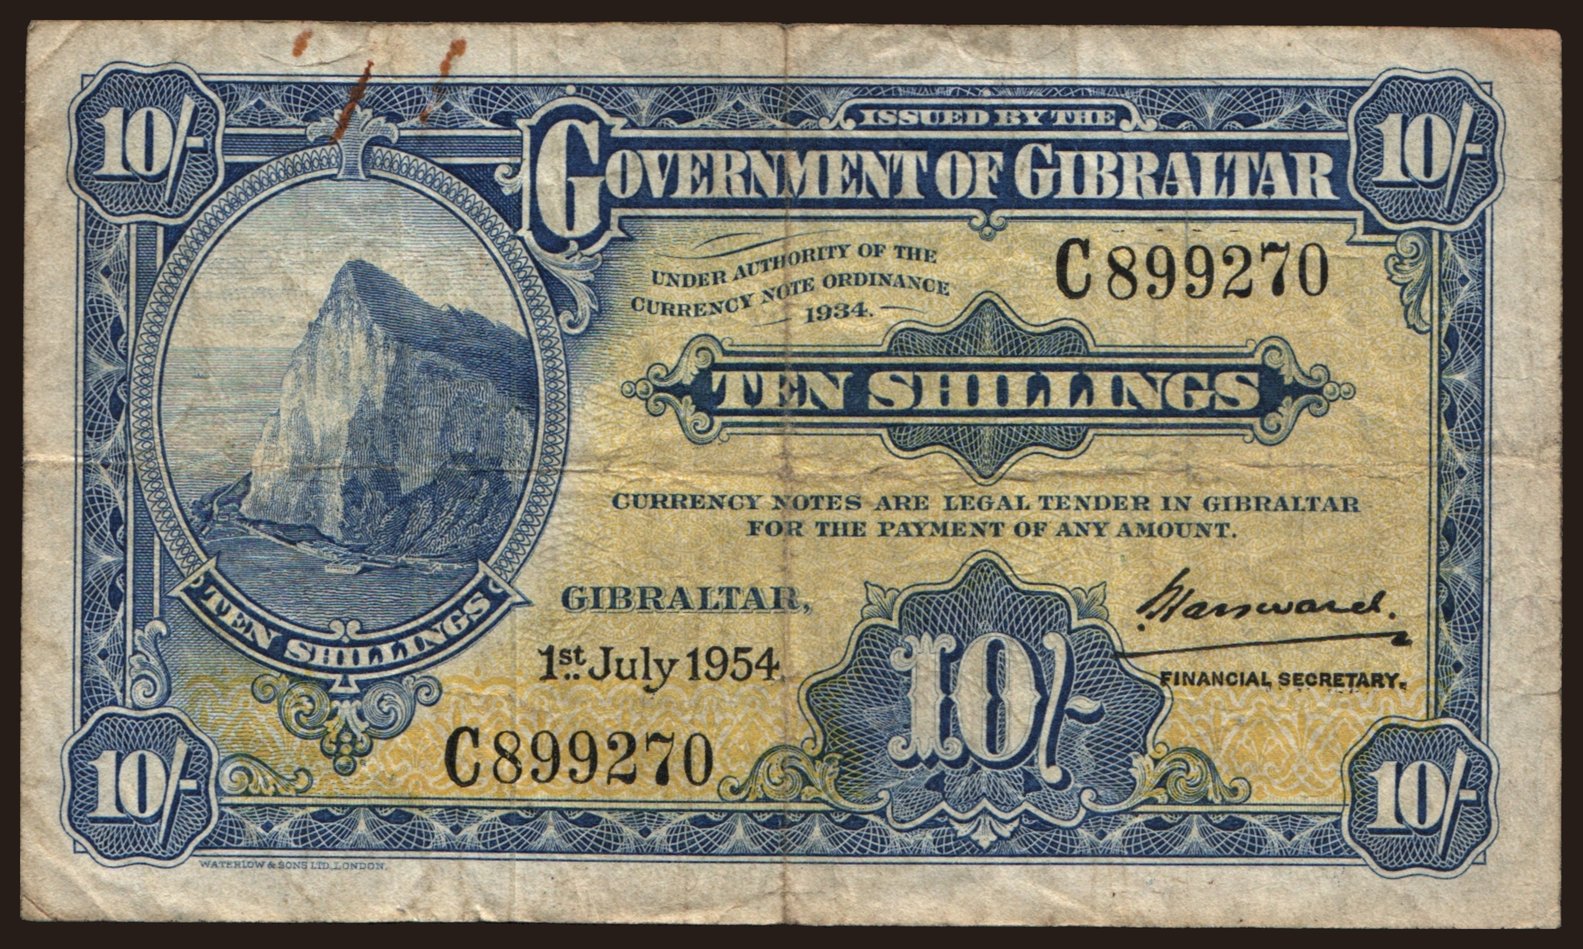 10/-
ISSUED BY THE
GOVERNMENT OF GIBRALTAR
10/-
UNDER AUTHORITY OF THE
CURRENCY NOTE ORDINANCE
1934.
C899270
TEN SHILLINGS
CURRENCY NOTES ARE LEGAL TENDER IN GIBRALTAR
FOR THE PAYMENT OF ANY AMOUNT.
GIBRALTAR,
1st. July 1954
TEN SHILLINGS
10/-
FINANCIAL SECRETARY.
C899270
10/-
10/-
WATERLOW & SONS LTD. LONDON.